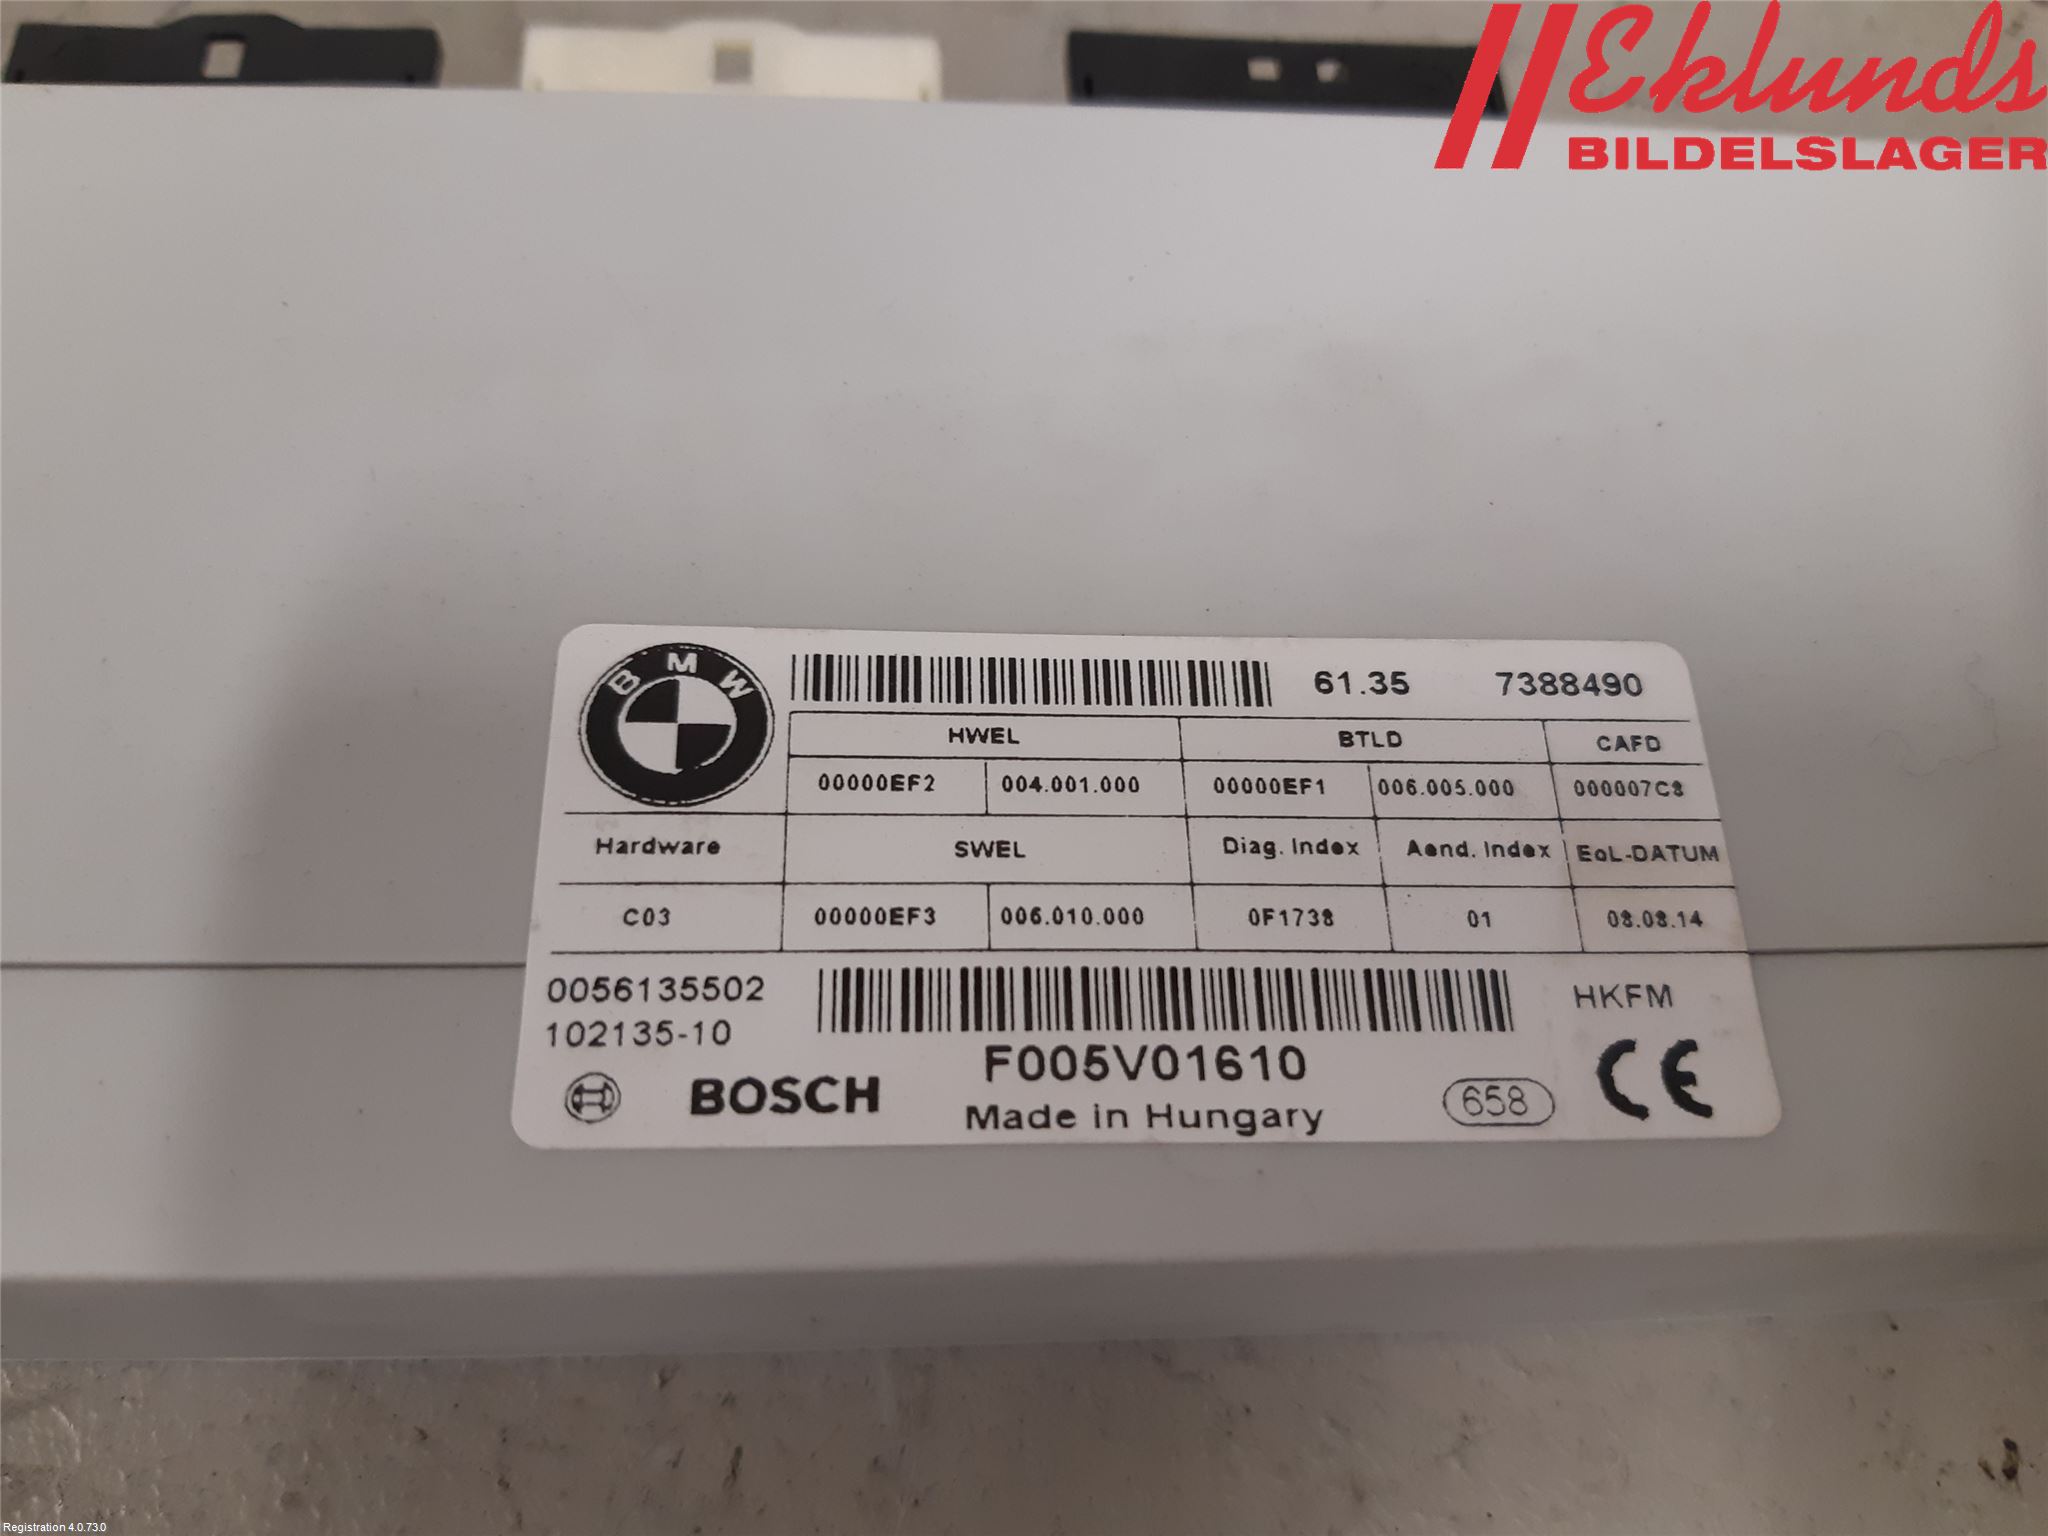 Eklunds
BILDELSLAGER
BMW
61.35 7388490
HWEL BTLD CAFD
00000EF2 004.001.000 00000EF1 006.005.000 000007C8
Hardware SWEL Diag. Index Aend. Index EoL-DATUM
C03 00000EF3 006.010.000 0F1738 01 08.08.14
0056135502 HKFM
102135-10
F005V01610
BOSCH Made in Hungary 658 CE
Registration 4.0.73.0